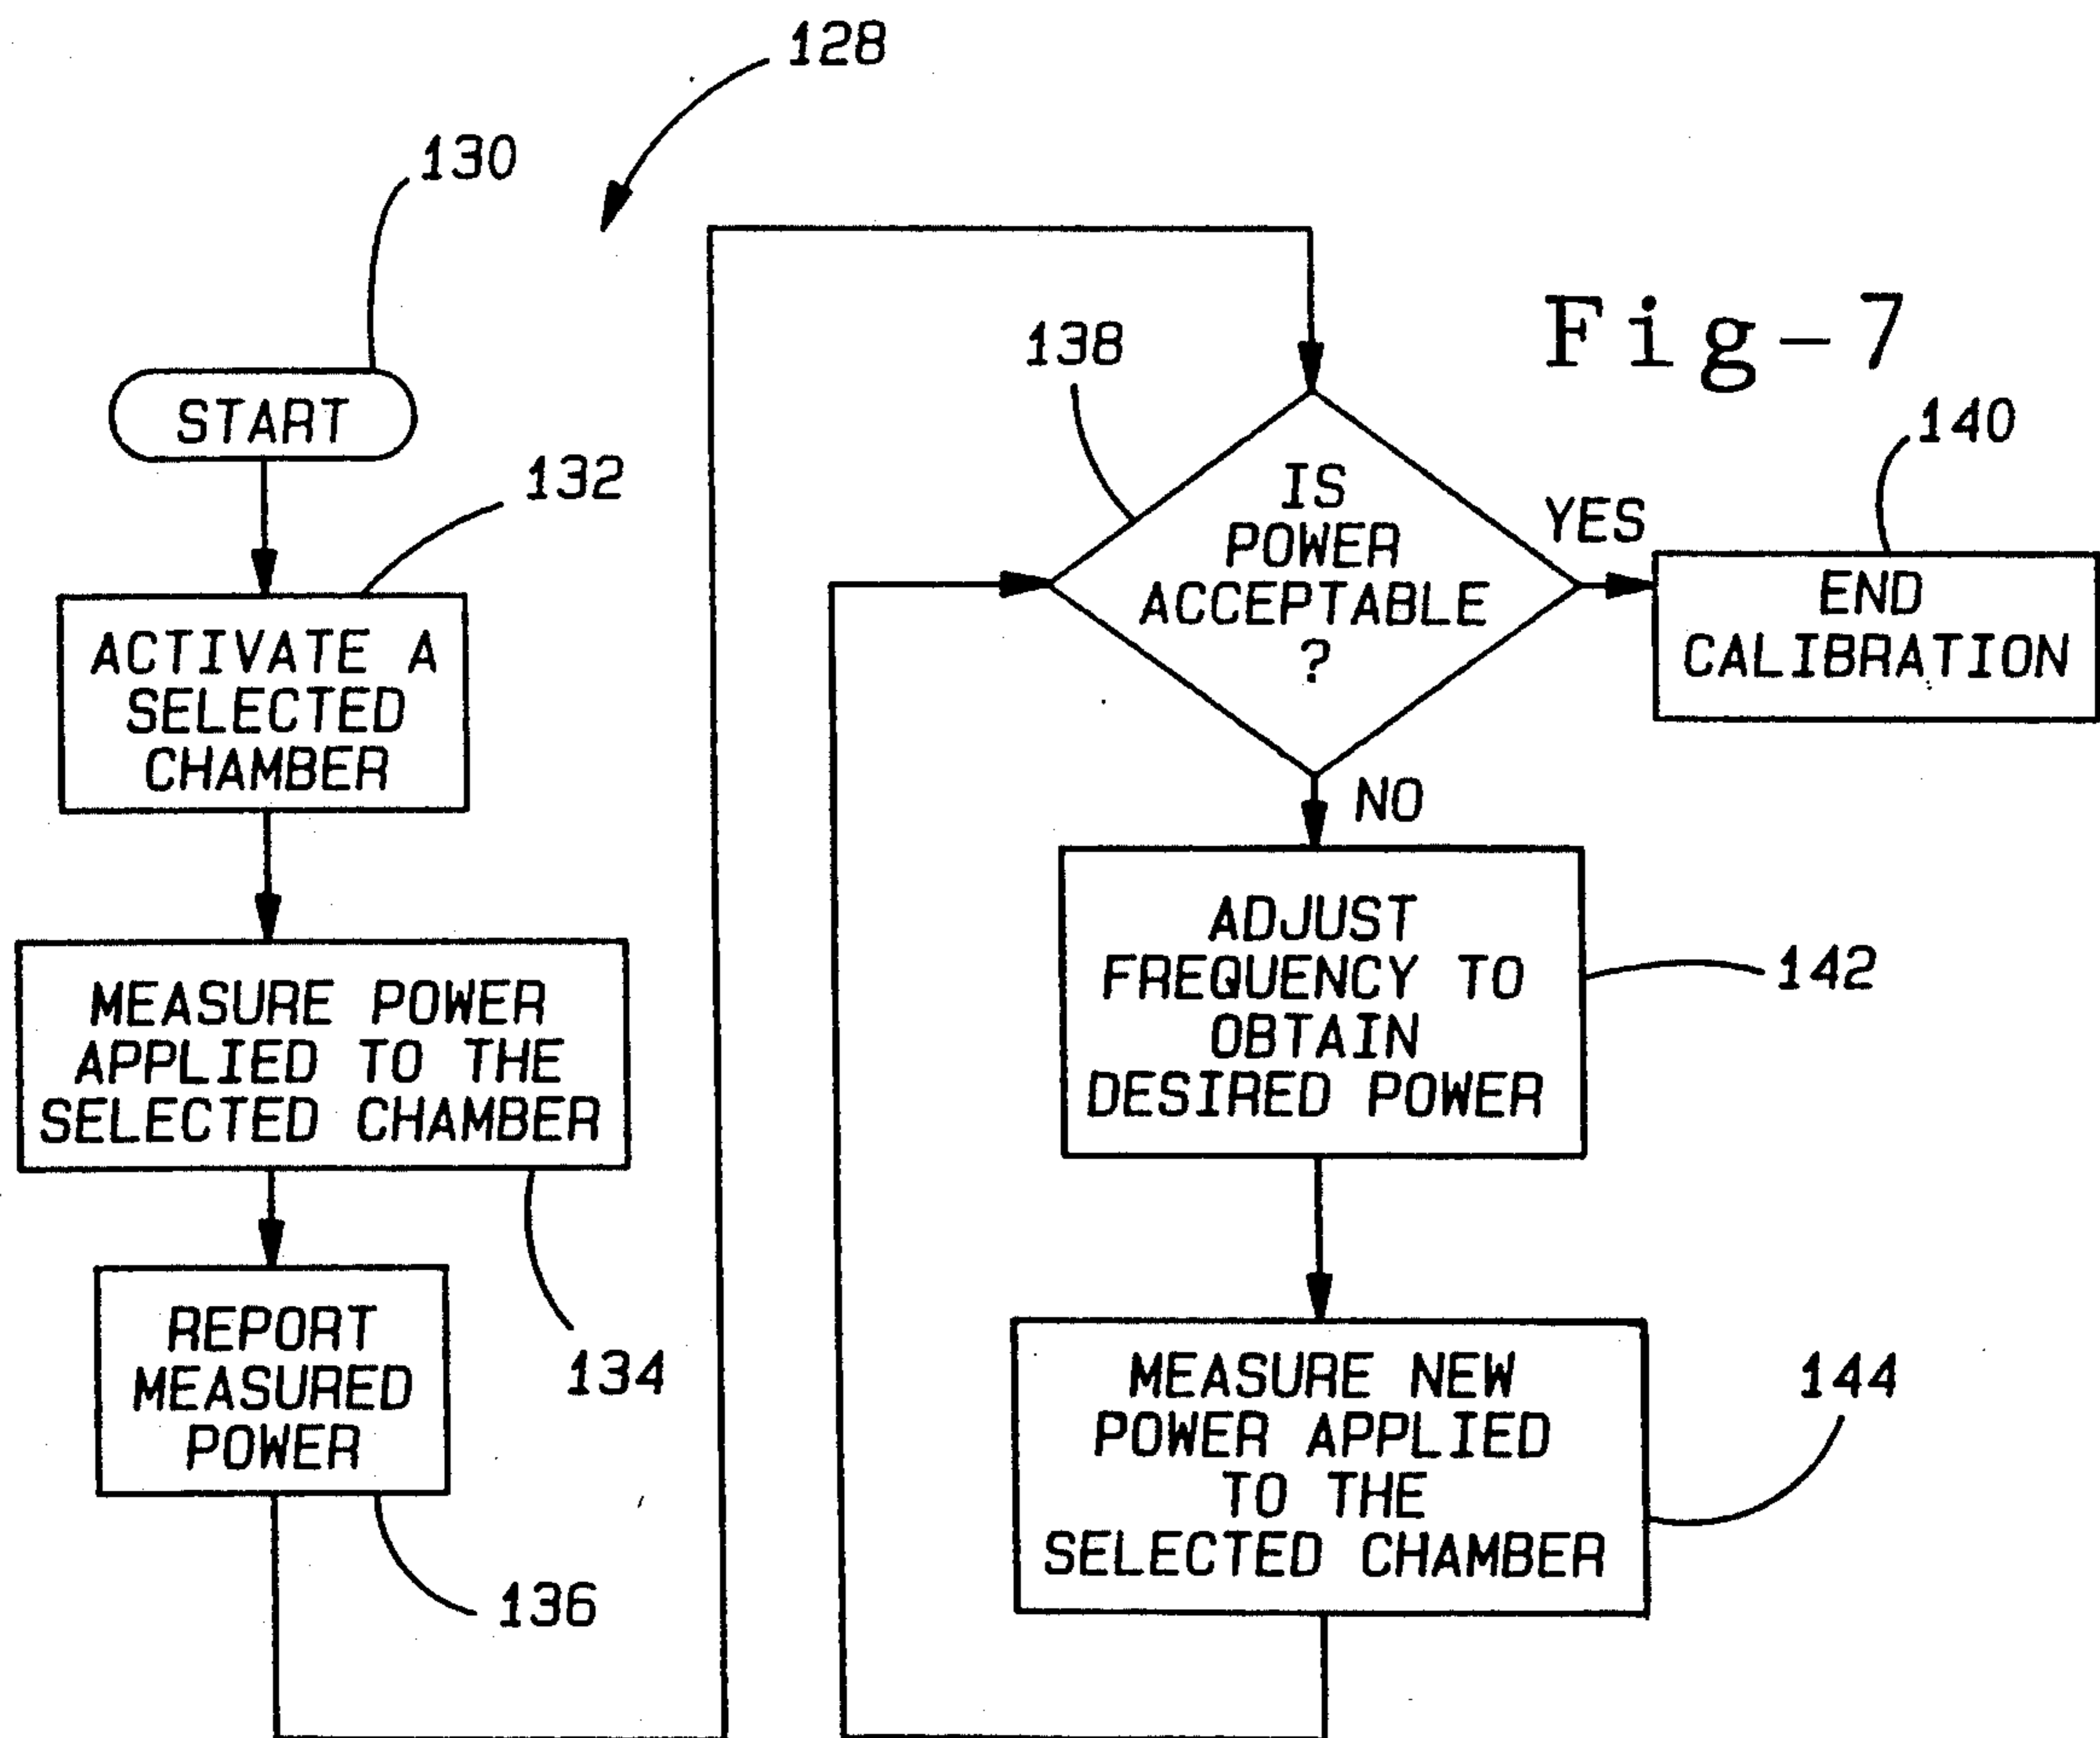 128
130
START
132
ACTIVATE A
SELECTED
CHAMBER
MEASURE POWER
APPLIED TO THE
SELECTED CHAMBER
134
REPORT
MEASURED
POWER
136
Fig-7
138
IS
POWER
ACCEPTABLE
?
YES
140
END
CALIBRATION
NO
ADJUST
FREQUENCY TO
OBTAIN
DESIRED POWER
142
MEASURE NEW
POWER APPLIED
TO THE
SELECTED CHAMBER
144